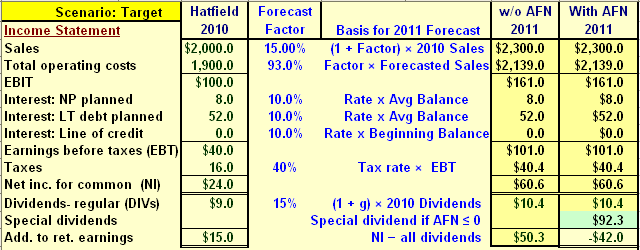 Scenario: Target Hatfield Forecast w/o AFN With AFN
Income Statement 2010 Factor Basis for 2011 Forecast 2011 2011
Sales $2,000.0 15.00% (1 + Factor) × 2010 Sales $2,300.0 $2,300.0
Total operating costs 1,900.0 93.0% Factor × Forecasted Sales $2,139.0 $2,139.0
EBIT $100.0 $161.0 $161.0
Interest: NP planned 8.0 10.0% Rate x Avg Balance 8.0 $8.0
Interest: LT debt planned 52.0 10.0% Rate x Avg Balance 52.0 $52.0
Interest: Line of credit 0.0 10.0% Rate x Beginning Balance 0.0 $0.0
Earnings before taxes (EBT) $40.0 $101.0 $101.0
Taxes 16.0 40% Tax rate × EBT $40.4 $40.4
Net inc. for common (NI) $24.0 $60.6 $60.6
Dividends- regular (DIVs) $9.0 15% (1 + g) × 2010 Dividends $10.4 $10.4
Special dividends Special dividend if AFN ≤ 0 $92.3
Add. to ret. earnings $15.0 NI – all dividends $50.3 -$42.0